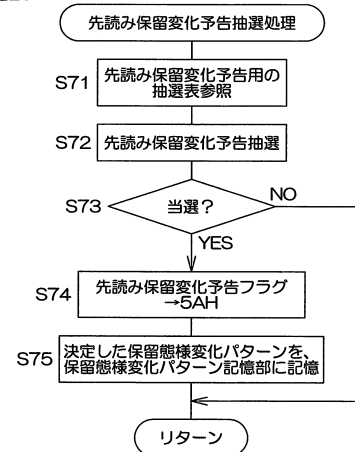 先読み保留変化予告抽選処理
S71
先読み保留変化予告用の
抽選表参照
S72
先読み保留変化予告抽選
S73
当選？
NO
YES
S74
先読み保留変化予告フラグ
→5AH
S75
決定した保留態様変化パターンを、
保留態様変化パターン記憶部に記憶
リターン